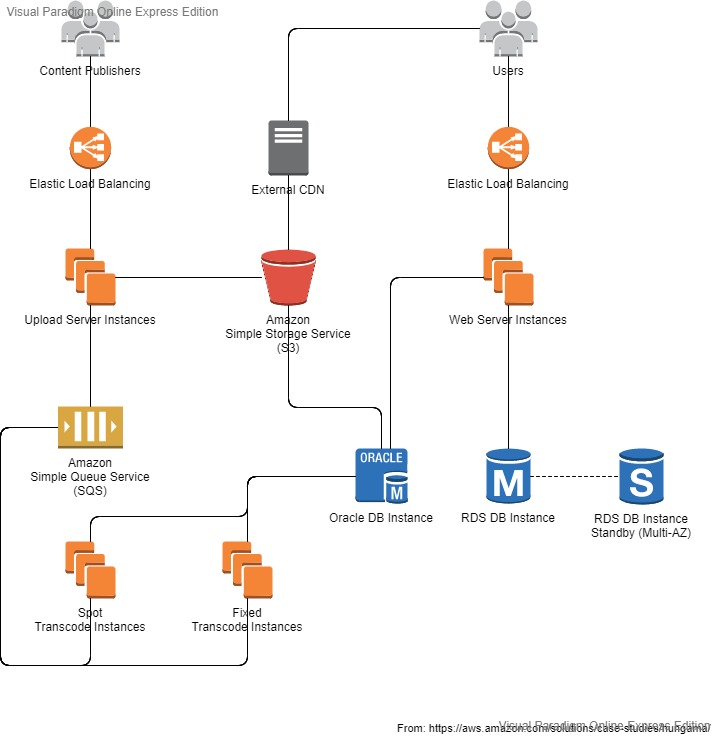 Visual Paradigm Online Express Edition
Content Publishers
Users
Elastic Load Balancing
External CDN
Elastic Load Balancing
Upload Server Instances
Amazon
Simple Storage Service
(S3)
Web Server Instances
Amazon
Simple Queue Service
(SQS)
ORACLE
M
Oracle DB Instance
M
RDS DB Instance
S
RDS DB Instance
Standby (Multi-AZ)
Spot
Transcode Instances
Fixed
Transcode Instances
Visual Paradigm Online Express Edition
From: https://aws.amazon.com/solutions/case-studies/hungama/